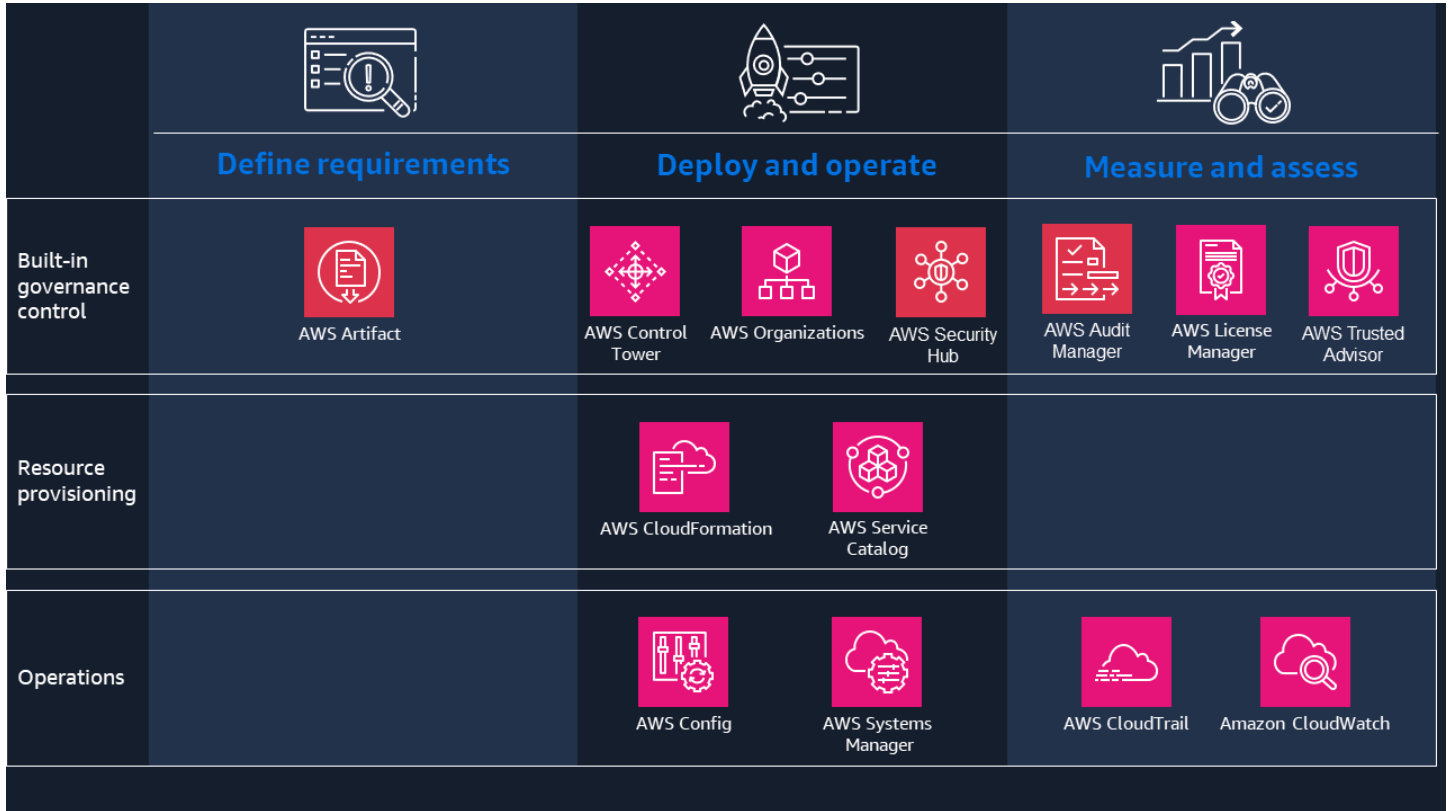 Define requirements
Deploy and operate
Measure and assess
Built-in
governance
control
AWS Artifact
AWS Control
Tower
AWS Organizations
AWS Security
Hub
AWS Audit
Manager
AWS License
Manager
AWS Trusted
Advisor
Resource
provisioning
AWS CloudFormation
AWS Service
Catalog
Operations
AWS Config
AWS Systems
Manager
AWS CloudTrail
Amazon CloudWatch